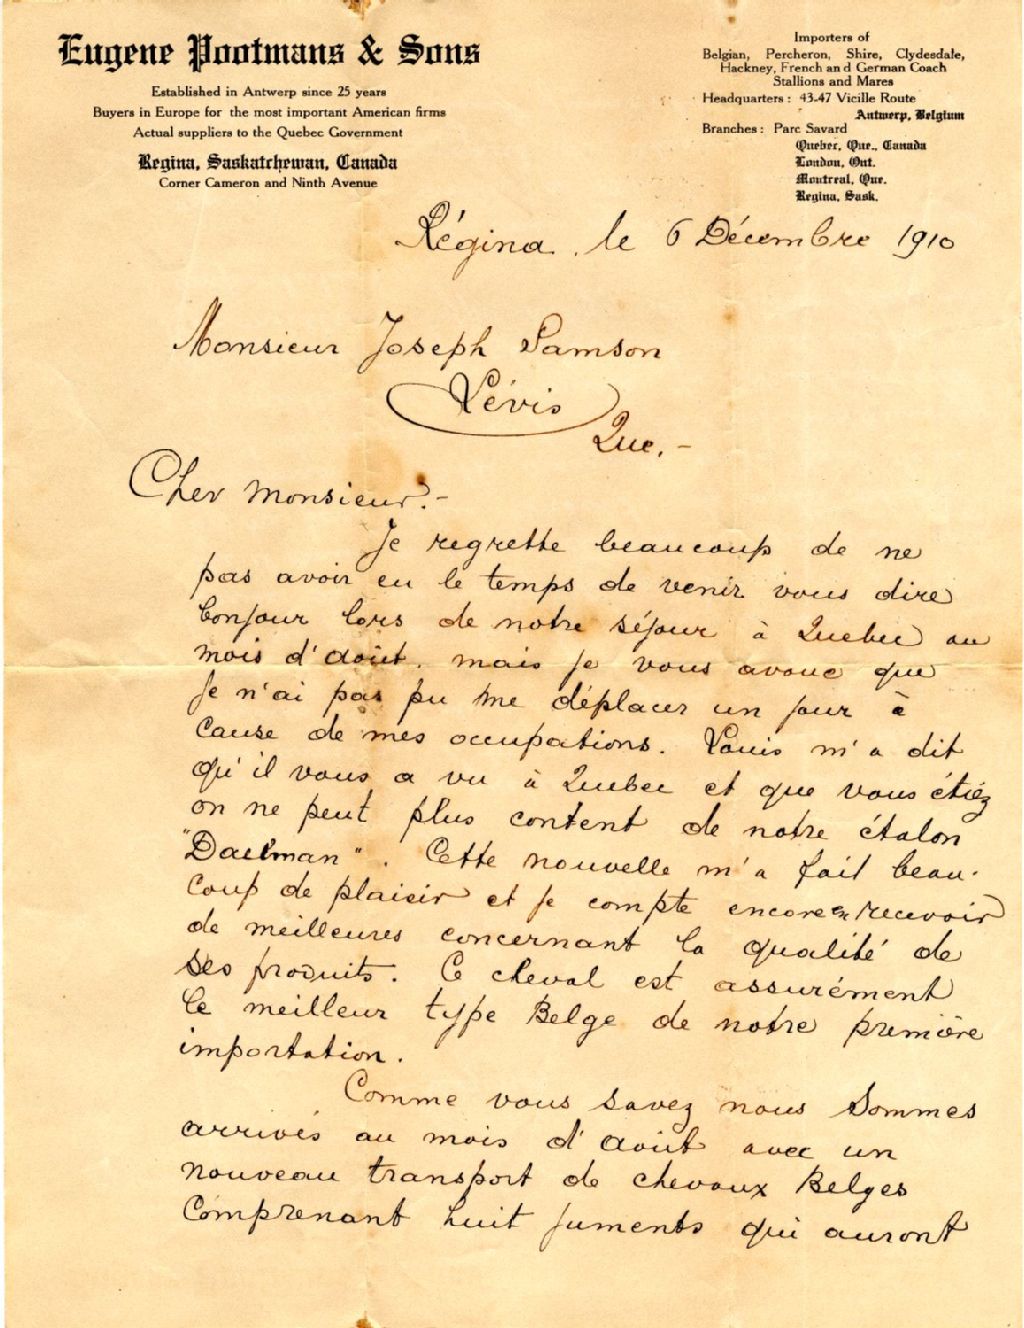 Eugene Pootmans & Sons
Established in Antwerp since 25 years
Buyers in Europe for the most important American firms
Actual suppliers to the Quebec Government
Regina, Saskatchewan, Canada
Corner Cameron and Ninth Avenue
Importers of
Belgian, Percheron, Shire, Clydesdale,
Hackney, French and German Coach
Stallions and Mares
Headquarters: 43-47 Vieille Route
Antwerp, Belgium
Branches: Parc Savard
Quebec, Que., Canada
London, Ont.
Montreal, Que.
Regina, Sask.
Régina, le 6 Décembre 1910
Monsieur Joseph Samson
Lévis
Que. -
Cher Monsieur. -
Je regrette beaucoup de ne
pas avoir eu le temps de venir vous dire
bonjour lors de notre séjour à Quebec au
mois d'août, mais je vous avoue que
je n'ai pas pu me déplacer un jour à
cause de mes occupations. Louis m'a dit
qu'il vous a vu à Quebec et que vous étiez
on ne peut plus content de notre étalon
. Cette nouvelle m'a fait beau-
coup de plaisir et je compte encore en recevoir
de meilleures concernant la qualité de
ses produits. Ce cheval est assurément
le meilleur type Belge de notre première
importation.
Comme vous savez nous sommes
arrivés au mois d'août avec un
nouveau transport de chevaux Belges
comprenant huit juments qui auront